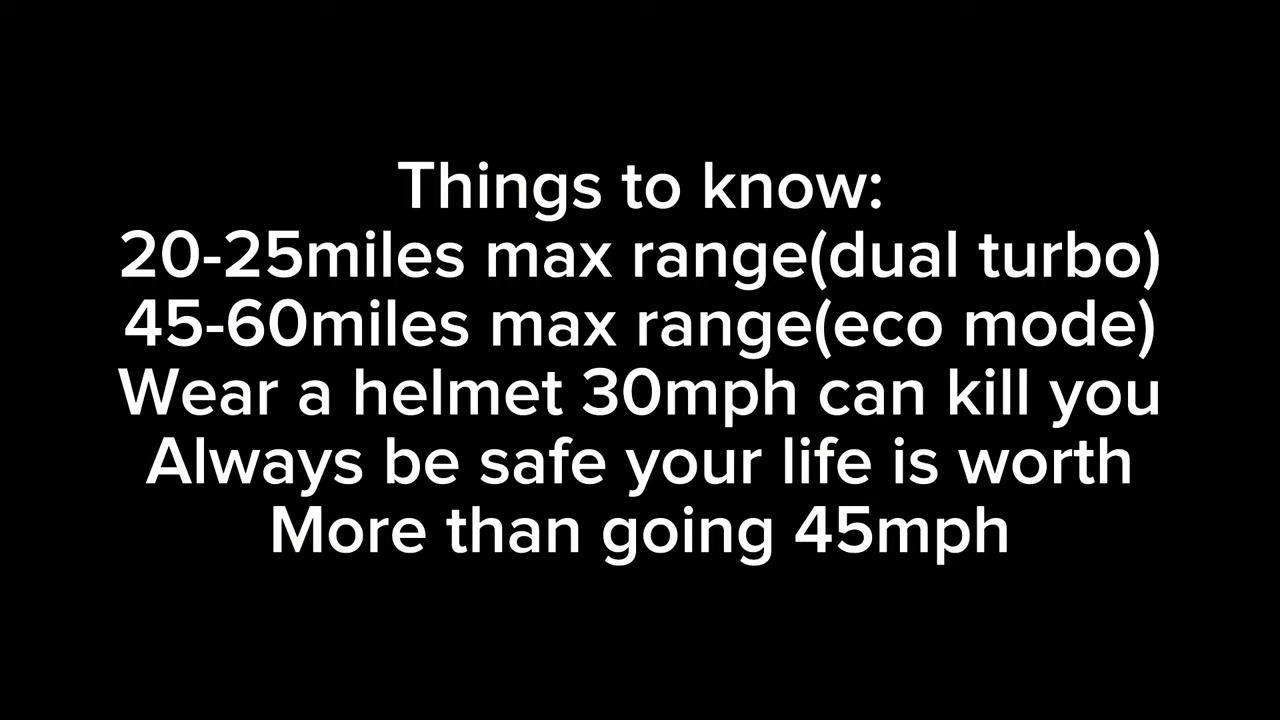 Things to know:
20-25miles max range(dual turbo)
45-60miles max range(eco mode)
Wear a helmet 30mph can kill you
Always be safe your life is worth
More than going 45mph